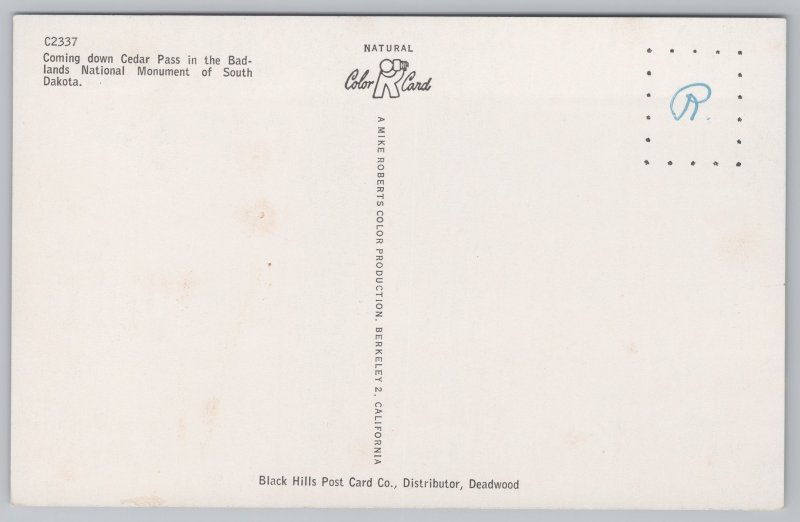 C2337
Coming down Cedar Pass in the Bad-
lands National Monument of South
Dakota.
NATURAL
Color Card
R.
A MIKE ROBERTS COLOR PRODUCTION. BERKELEY 2, CALIFORNIA
Black Hills Post Card Co., Distributor, Deadwood